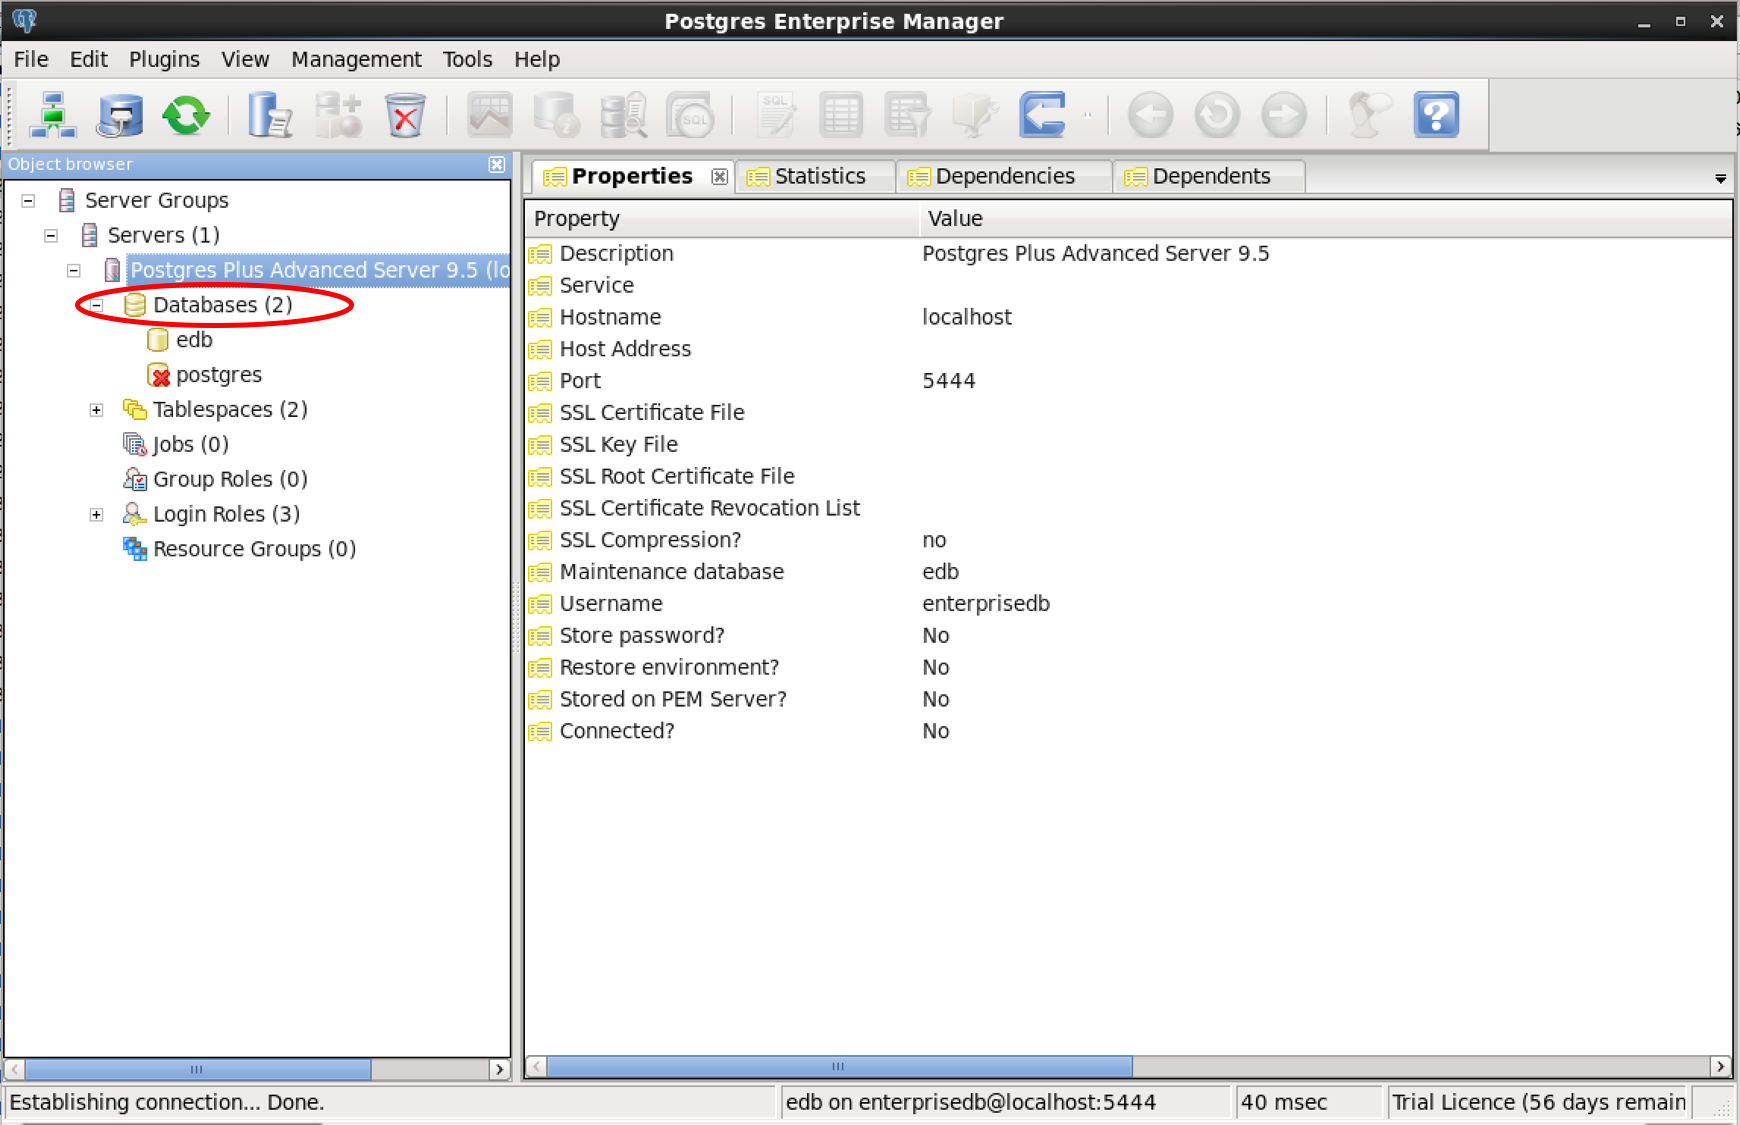 Postgres Enterprise Manager
File Edit Plugins View Management Tools Help
Object browser
Server Groups
Servers (1)
Postgres Plus Advanced Server 9.5 (lo
Databases (2)
edb
postgres
Tablespaces (2)
Jobs (0)
Group Roles (0)
Login Roles (3)
Resource Groups (0)
Properties Statistics Dependencies Dependents
Property Value
Description Postgres Plus Advanced Server 9.5
Service
Hostname localhost
Host Address
Port 5444
SSL Certificate File
SSL Key File
SSL Root Certificate File
SSL Certificate Revocation List
SSL Compression? no
Maintenance database edb
Username enterprisedb
Store password? No
Restore environment? No
Stored on PEM Server? No
Connected? No
Establishing connection... Done. edb on enterprisedb@localhost:5444 40 msec Trial Licence (56 days remain